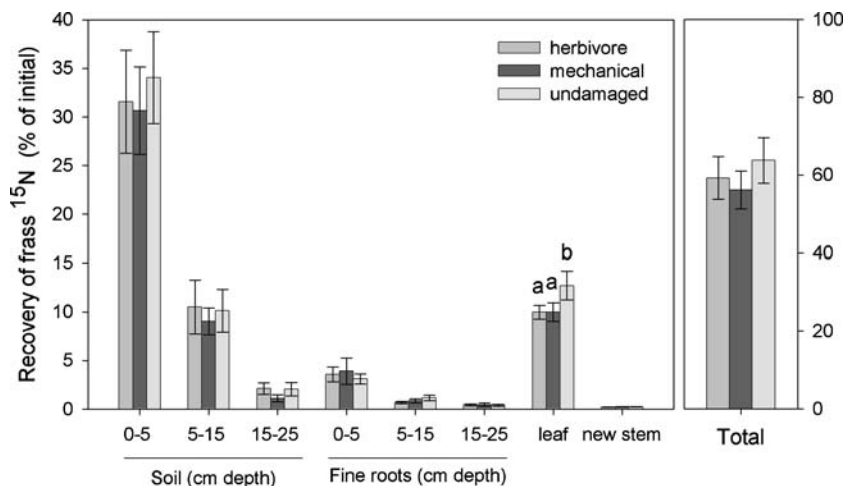 Recovery of frass ¹⁵N (% of initial)
40
35
30
25
20
15
10
5
0
herbivore
mechanical
undamaged
a a b
100
80
60
40
20
0
0-5 5-15 15-25 0-5 5-15 15-25 leaf new stem
Total
Soil (cm depth) Fine roots (cm depth)